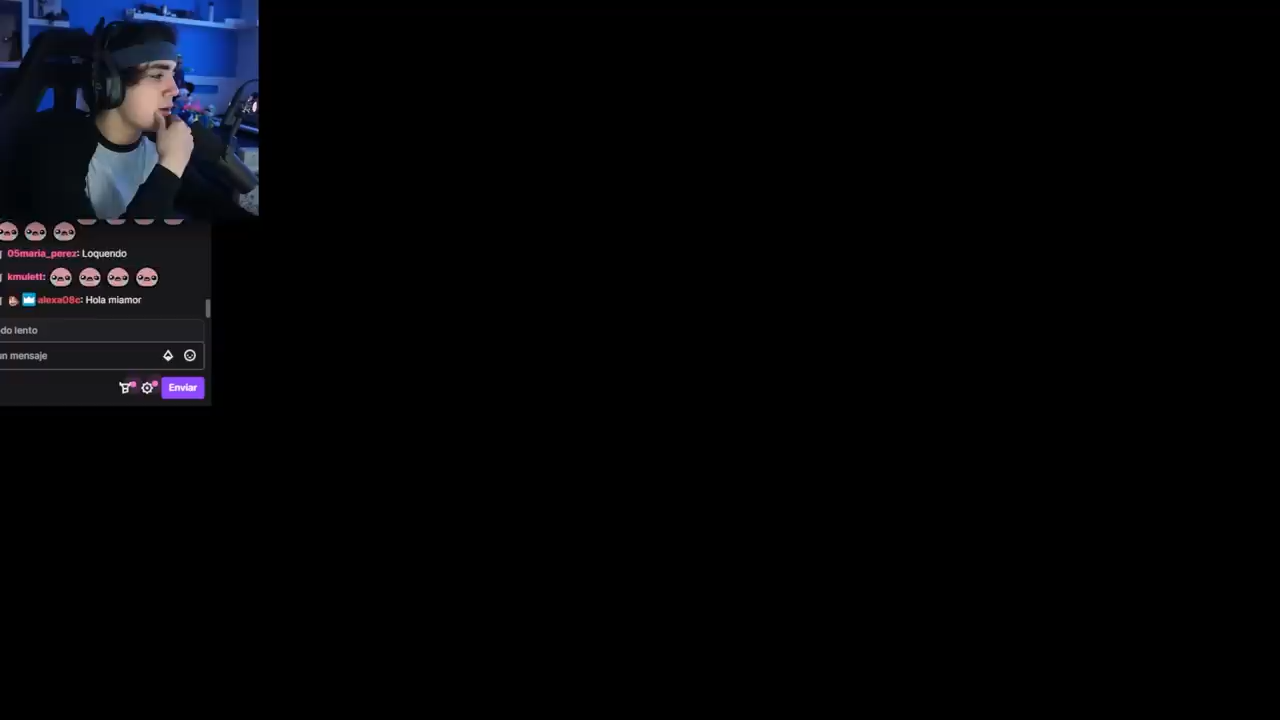 05maria_perez: Loquendo
kmulett:
alexa08c: Hola miamor
do lento
un mensaje
Enviar